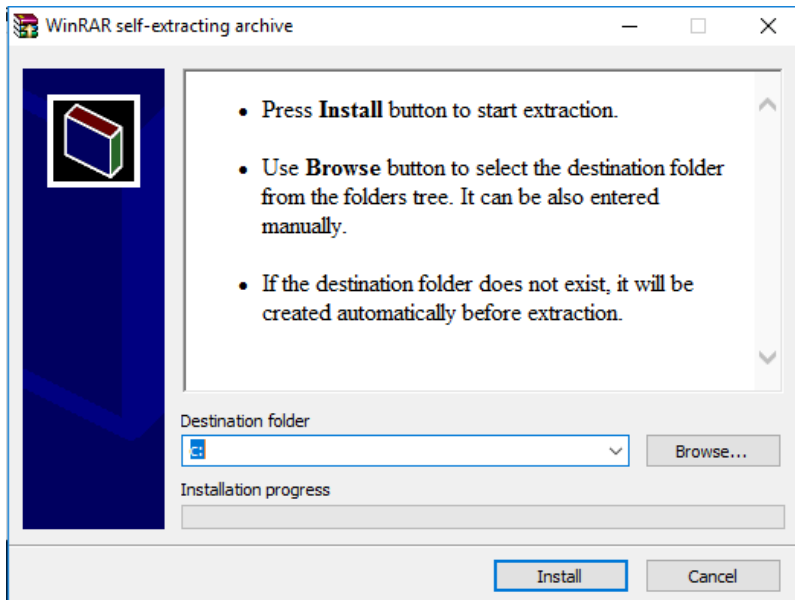 WinRAR self-extracting archive
• Press Install button to start extraction.
• Use Browse button to select the destination folder
from the folders tree. It can be also entered
manually.
• If the destination folder does not exist, it will be
created automatically before extraction.
Destination folder
c:
Browse...
Installation progress
Install
Cancel